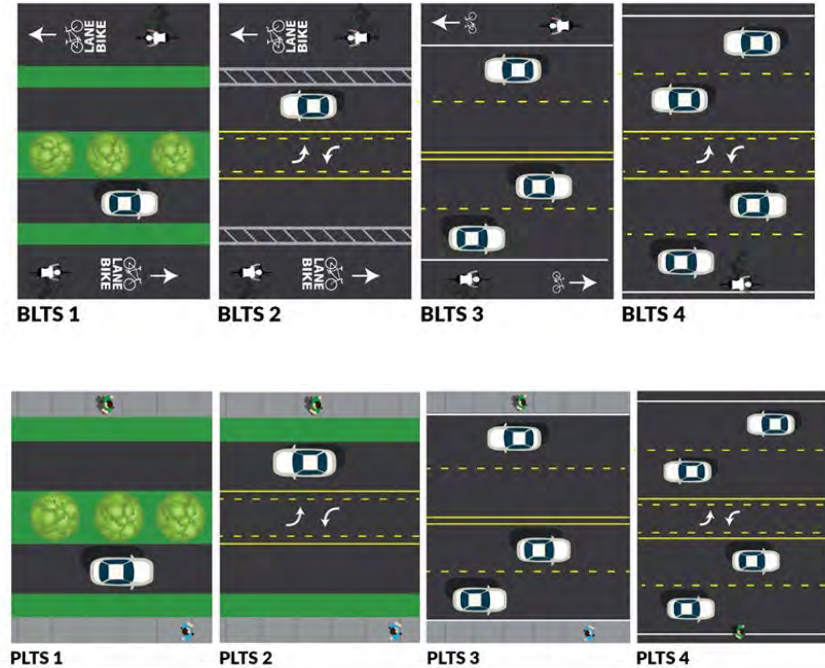 LANE
BIKE
LANE
BIKE
LANE
BIKE
LANE
BIKE
BLTS 1
BLTS 2
BLTS 3
BLTS 4
PLTS 1
PLTS 2
PLTS 3
PLTS 4